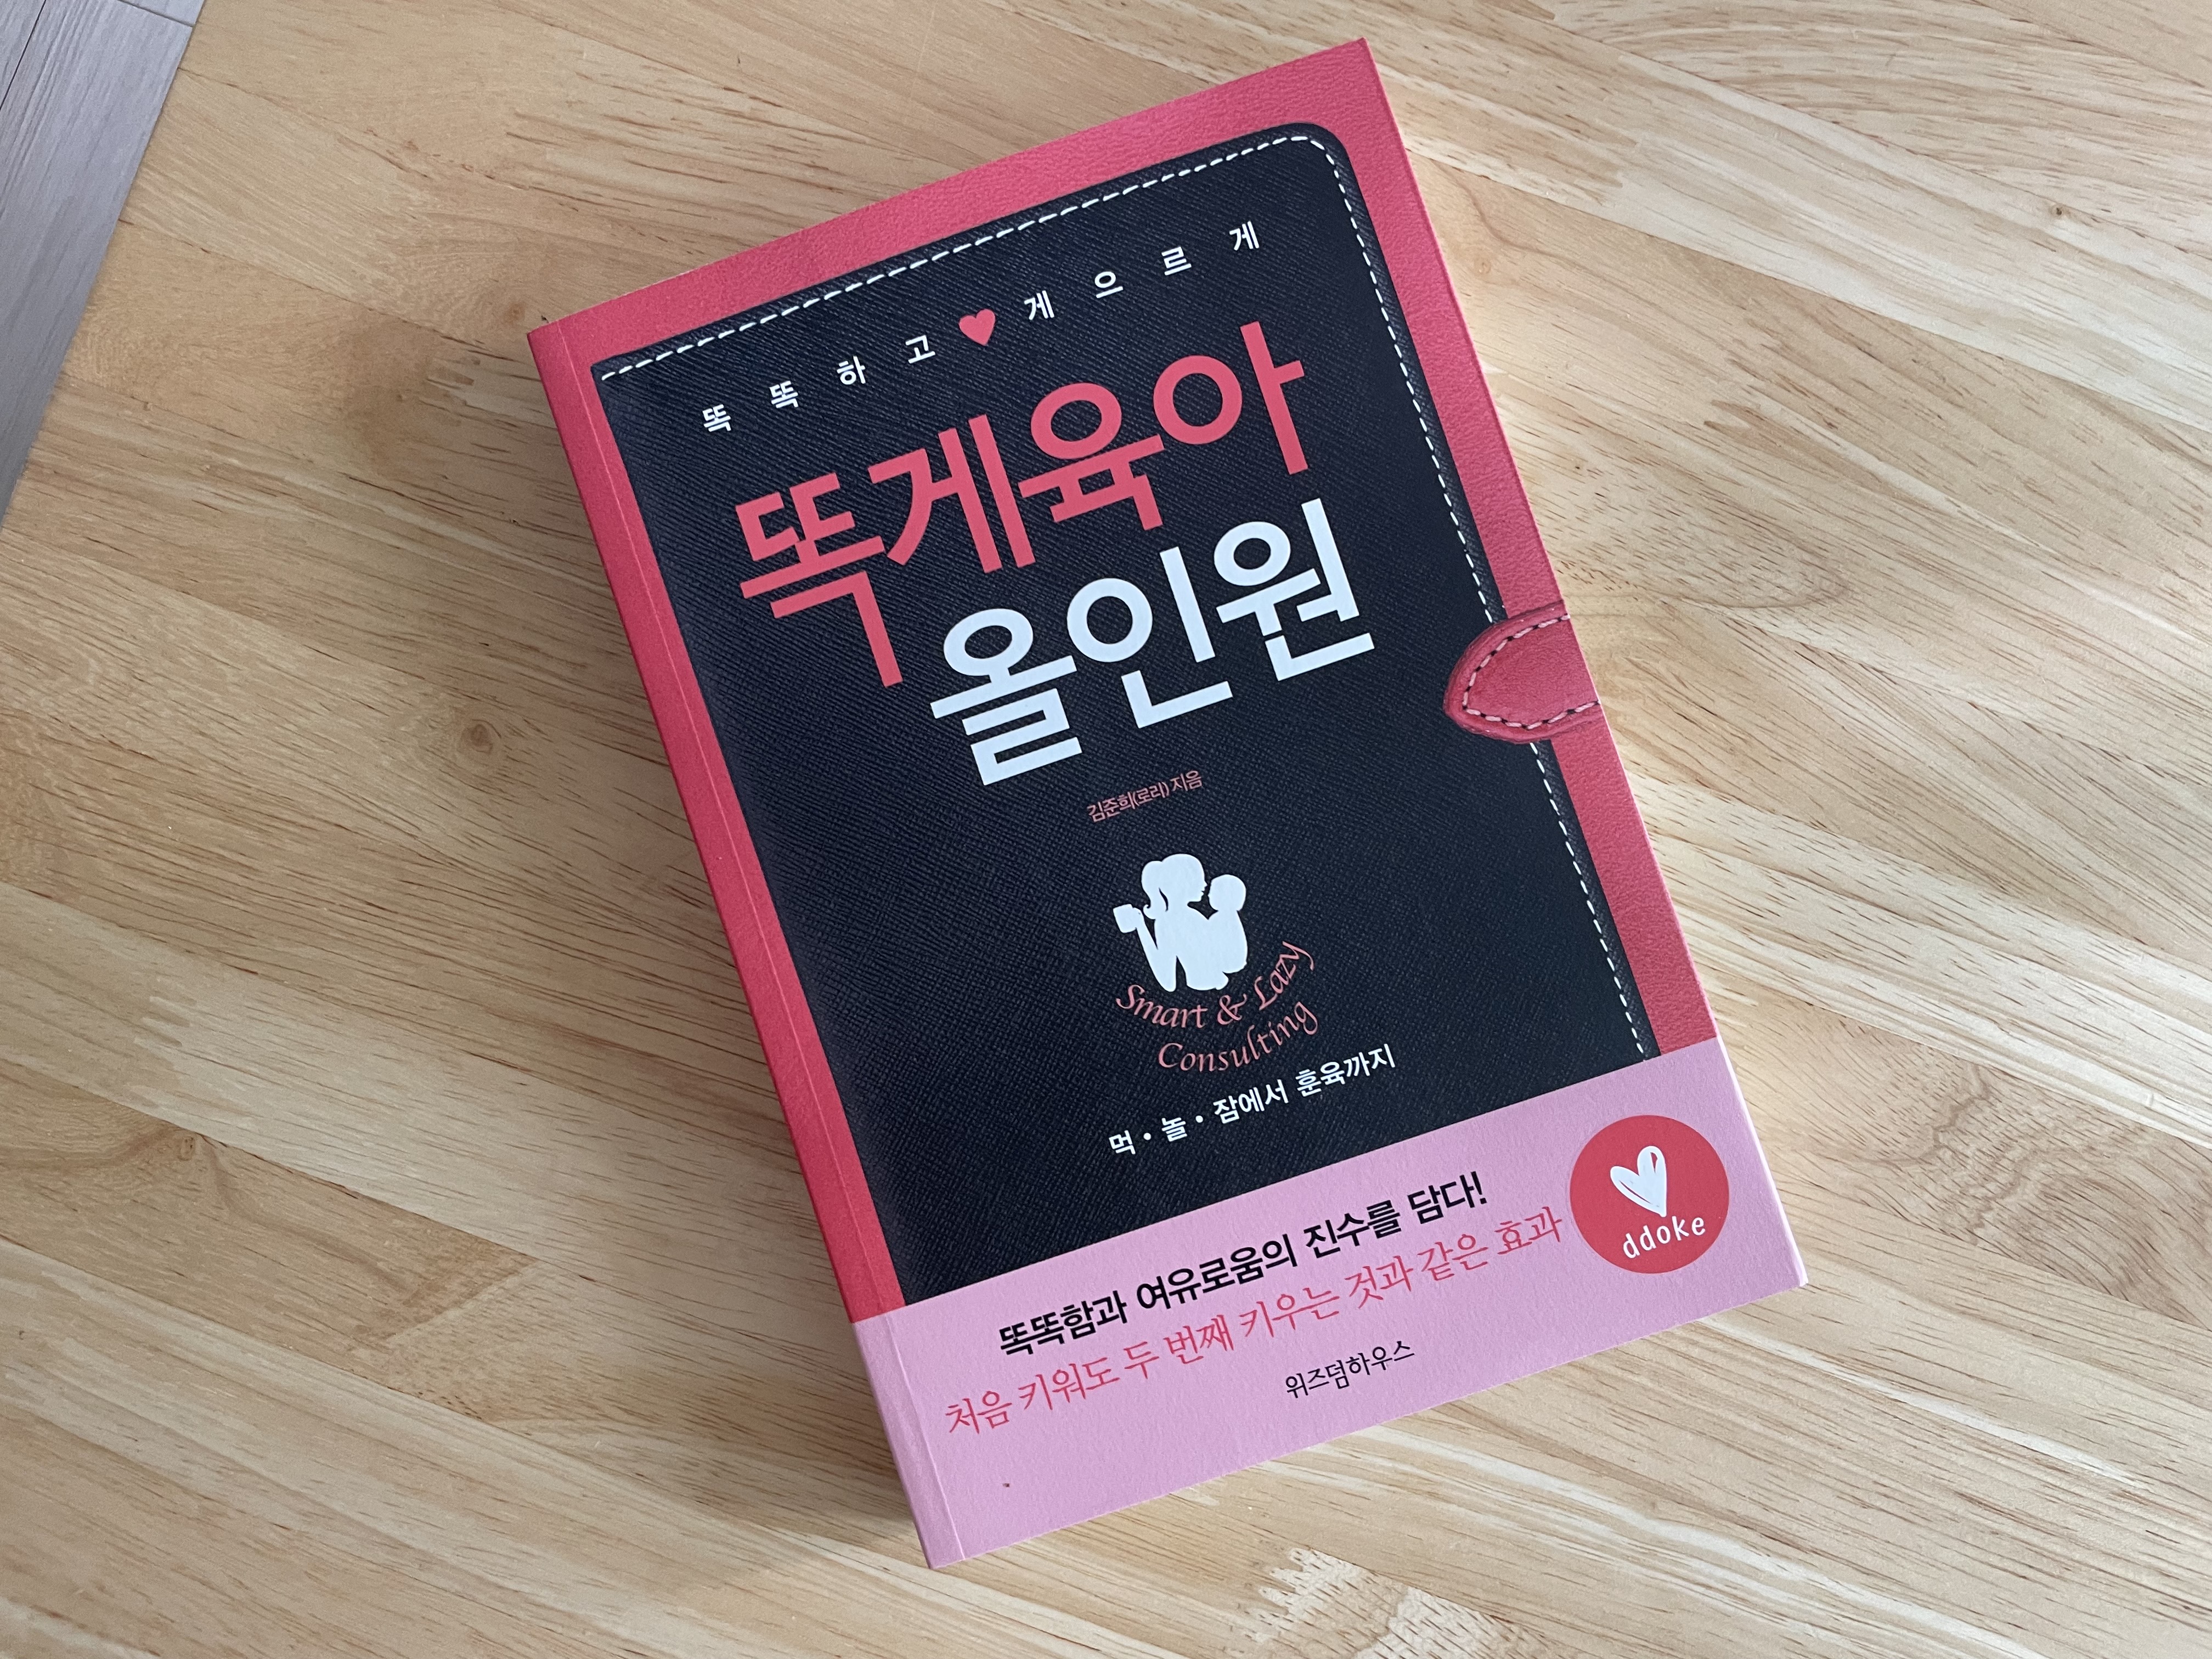 똑똑하고 게으르게
똑게육아
올인원
김준희(로리) 지음
Smart & Lazy
Consulting
먹·놀·잠에서 훈육까지
똑똑함과 여유로움의 진수를 담다!
처음 키워도 두 번째 키우는 것과 같은 효과
ddoke
위즈덤하우스